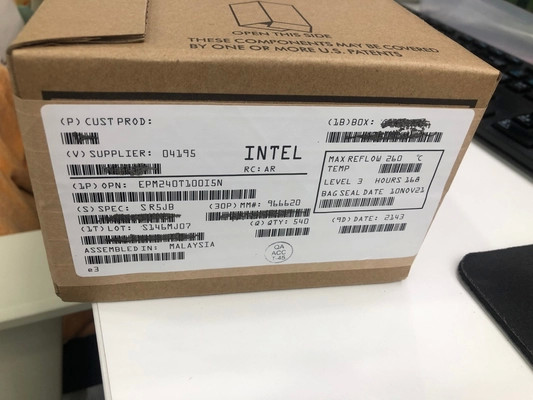 OPEN THIS SIDE
THESE COMPONENTS MAY BE COVERED
BY ONE OR MORE U.S. PATENTS
(P) CUST PROD:
(1B) BOX:
(V) SUPPLIER: 04195
INTEL
RC: AR
MAX REFLOW 260 °C
TEMP
LEVEL 3 HOURS 168
BAG SEAL DATE 10NOV21
(1P) OPN: EPM240T100I5N
(S) SPEC: SR5JB
(30P) MM#: 966620
(1T) LOT: S146MJ07
(Q) QTY: 540
(9D) DATE: 2143
ASSEMBLED IN: MALAYSIA
QA
ACC
e3